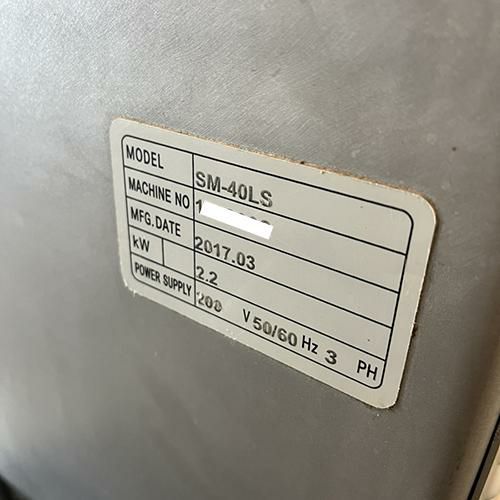 MODEL SM-40LS
MACHINE NO 1
MFG.DATE 2017.03
kW 2.2
POWER SUPPLY 200 V 50/60 Hz 3 PH